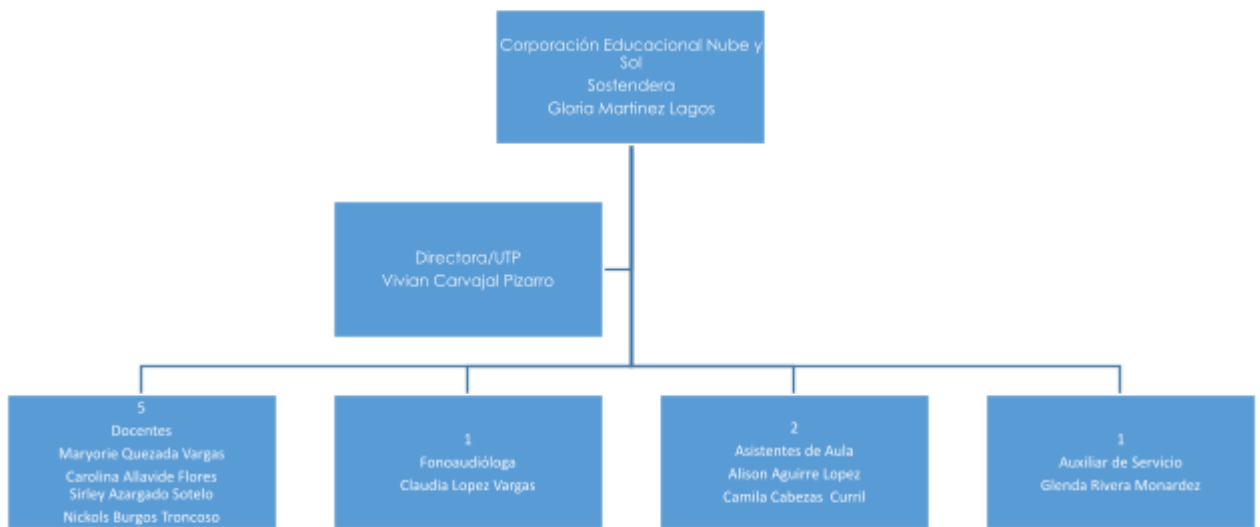 Corporación Educacional Nube y
Sol
Sostendera
Gloria Martinez Lagos
Directora/UTP
Vivian Carvajal Pizarro
5
Docentes
Maryorie Quezada Vargas
Carolina Allavide Flores
Sirley Azargado Sotelo
Nickols Burgos Troncoso
1
Fonoaudióloga
Claudia Lopez Vargas
2
Asistentes de Aula
Alison Aguirre Lopez
Camila Cabezas Curril
1
Auxiliar de Servicio
Glenda Rivera Monardez